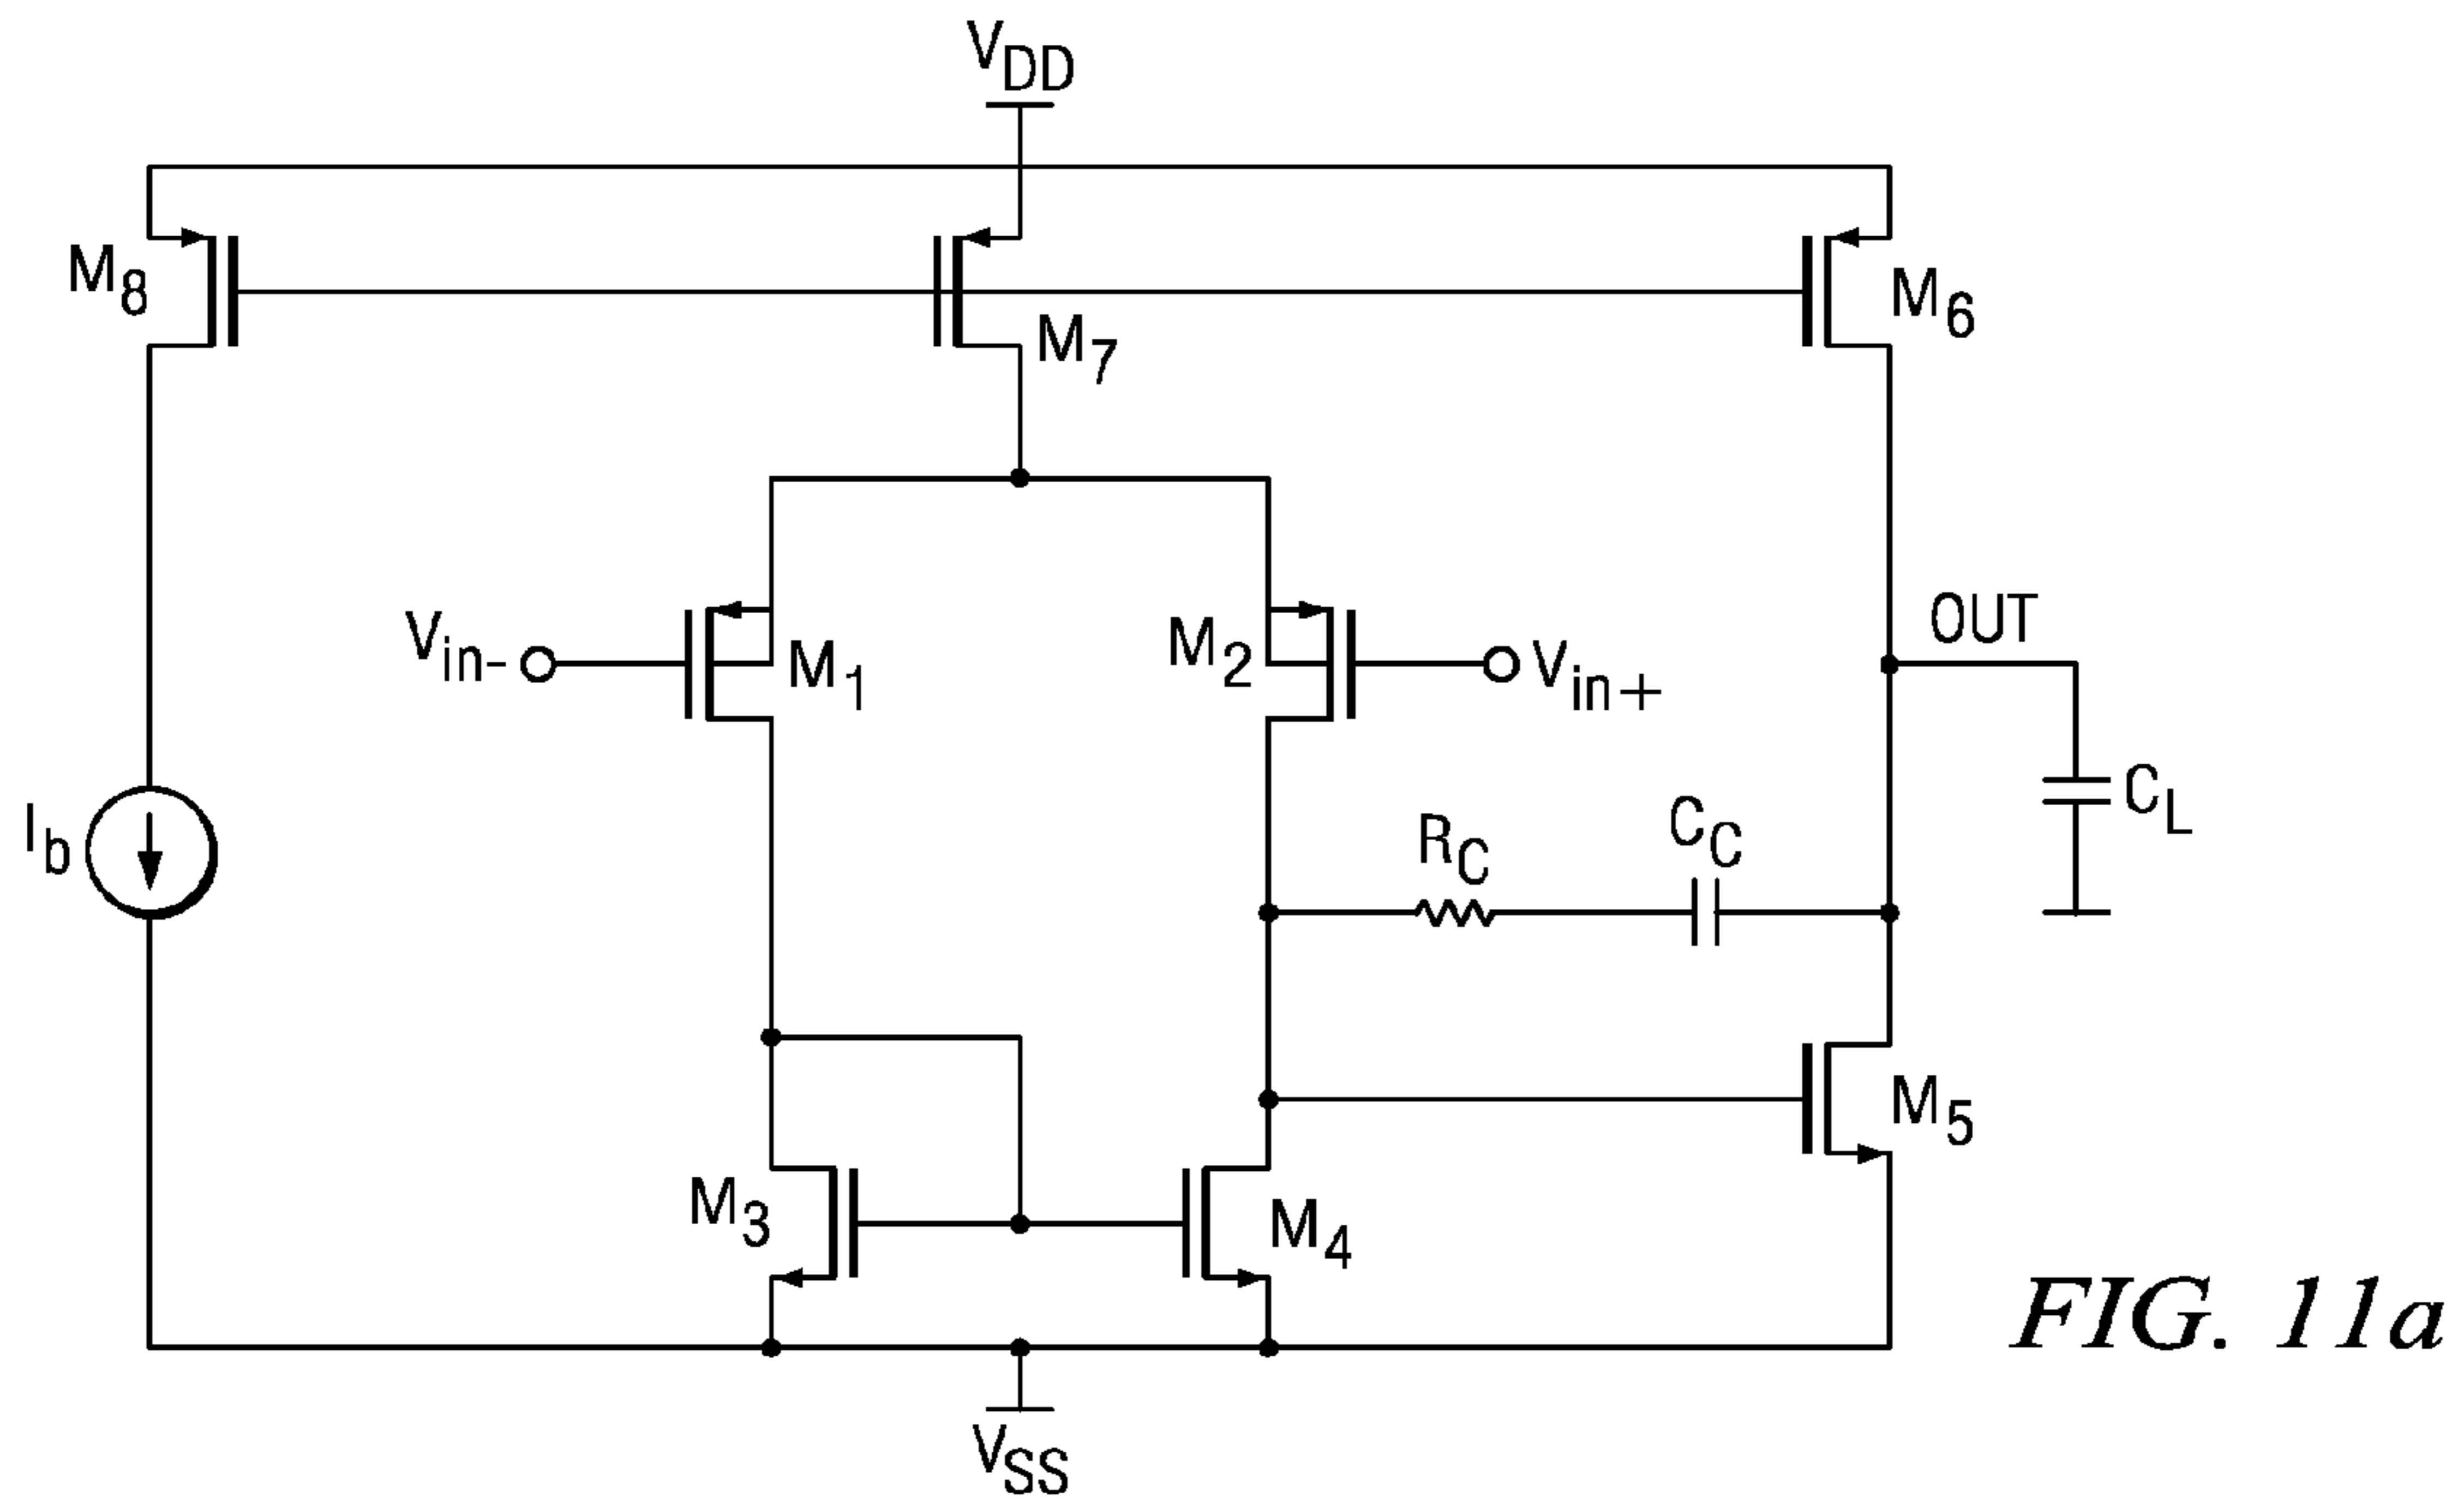 VDD
M8
M7
M6
Vin-
M1
M2
Vin+
OUT
Ib
RC
CC
CL
M3
M4
M5
FIG. 11a
VSS